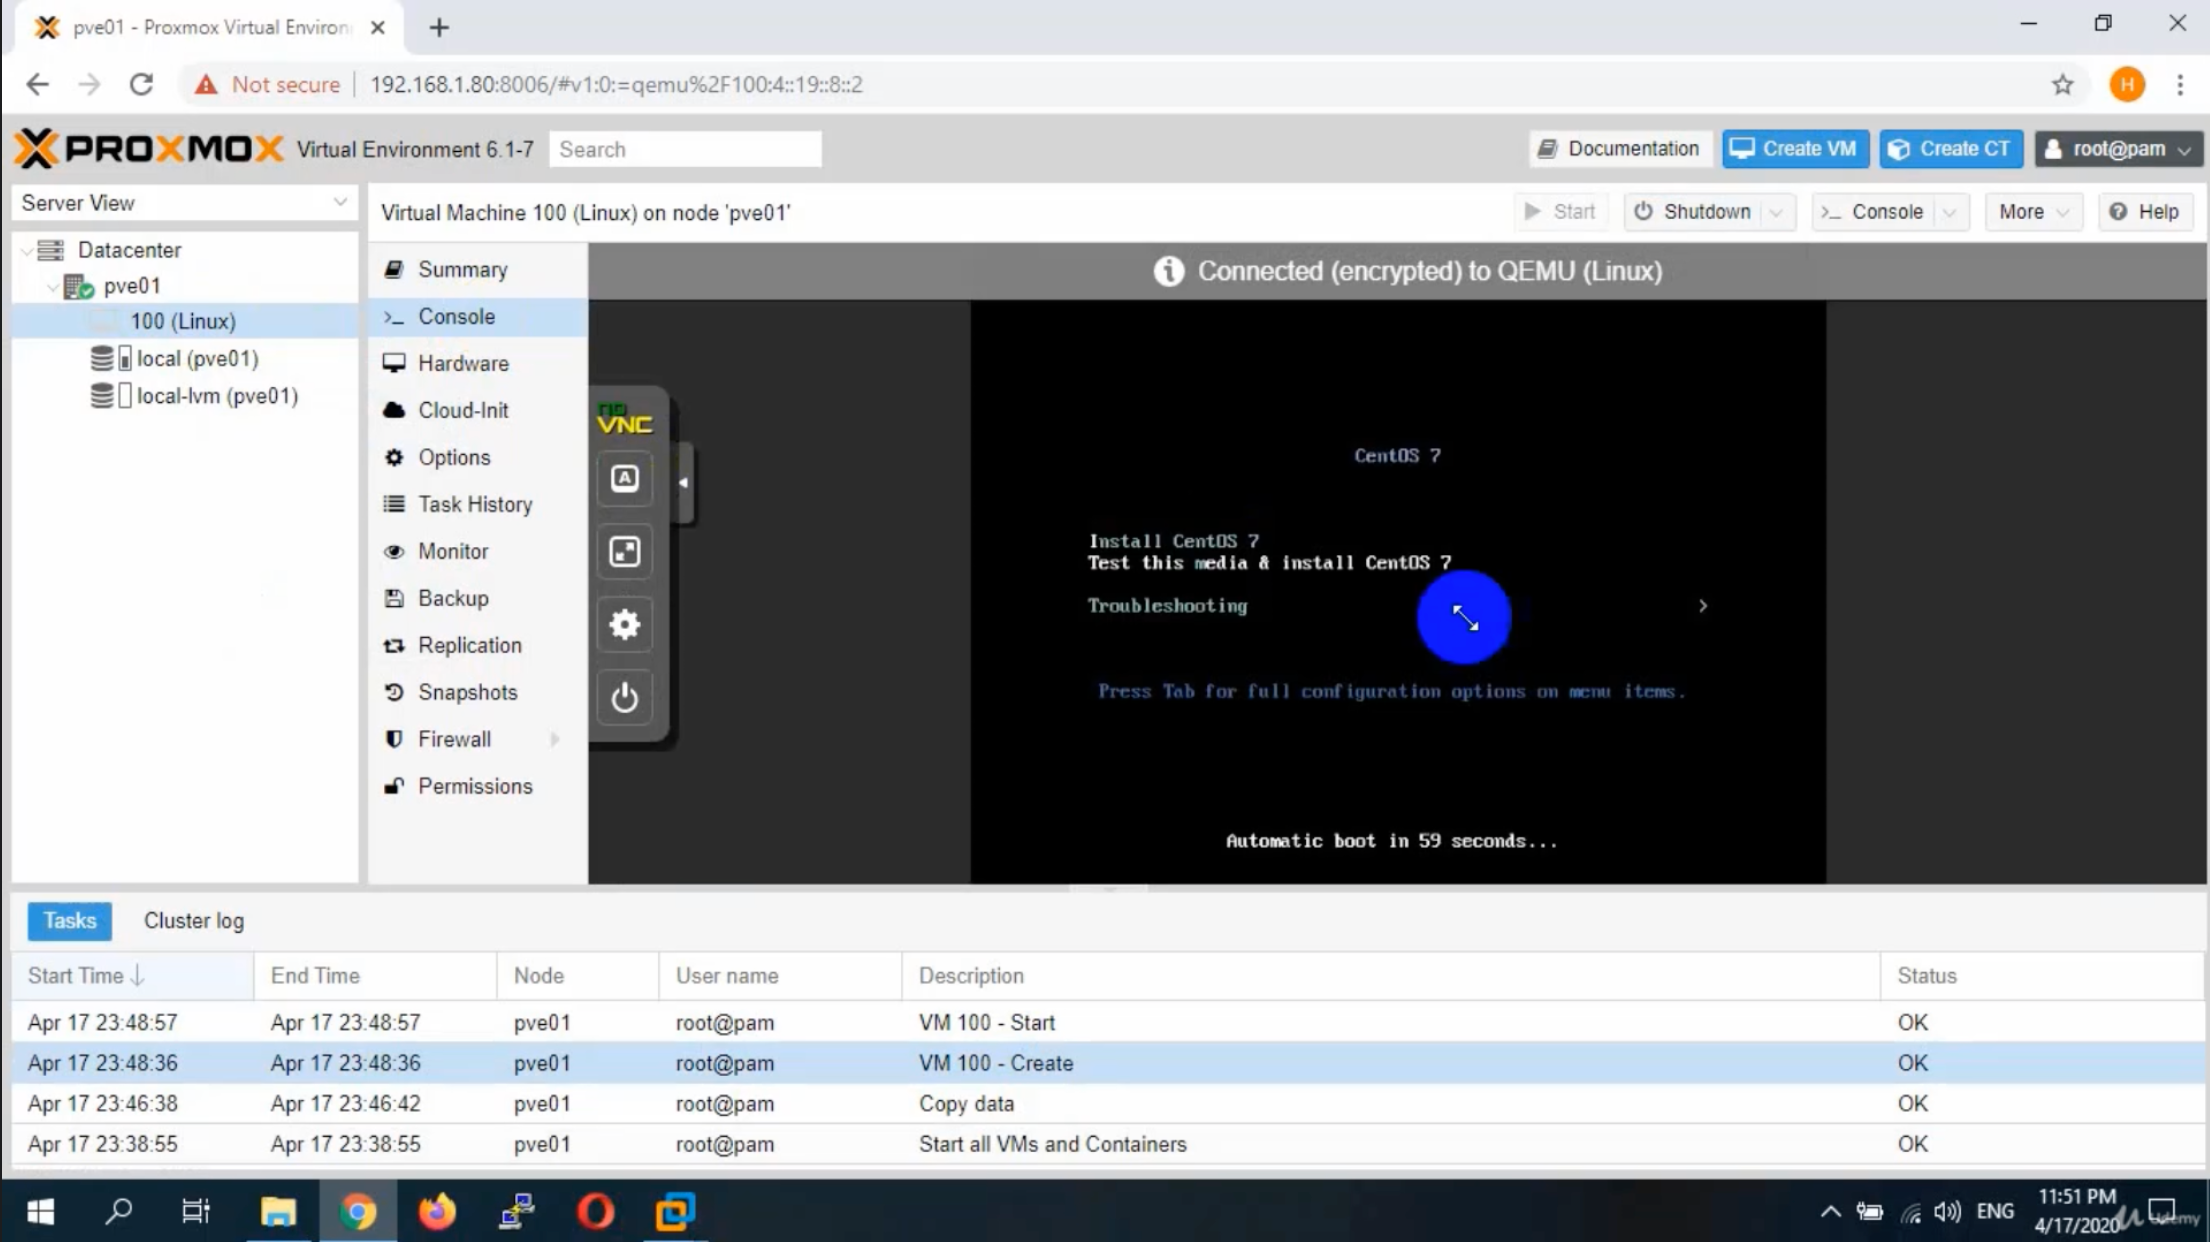 pve01 - Proxmox Virtual Environ
Not secure
192.168.1.80:8006/#v1:0:=qemu%2F100:4::19::8::2
H
PROXMOX Virtual Environment 6.1-7
Search
Documentation
Create VM
Create CT
root@pam
Server View
Virtual Machine 100 (Linux) on node 'pve01'
Start
Shutdown
Console
More
Help
Datacenter
pve01
100 (Linux)
local (pve01)
local-lvm (pve01)
Summary
Console
Hardware
Cloud-Init
Options
Task History
Monitor
Backup
Replication
Snapshots
Firewall
Permissions
Connected (encrypted) to QEMU (Linux)
no
VNC
A
CentOS 7
Install CentOS 7
Test this media & install CentOS 7
Troubleshooting >
Press Tab for full configuration options on menu items.
Automatic boot in 59 seconds...
Tasks Cluster log
Start Time End Time Node User name Description Status
Apr 17 23:48:57 Apr 17 23:48:57 pve01 root@pam VM 100 - Start OK
Apr 17 23:48:36 Apr 17 23:48:36 pve01 root@pam VM 100 - Create OK
Apr 17 23:46:38 Apr 17 23:46:42 pve01 root@pam Copy data OK
Apr 17 23:38:55 Apr 17 23:38:55 pve01 root@pam Start all VMs and Containers OK
ENG
11:51 PM
4/17/2020
Udemy